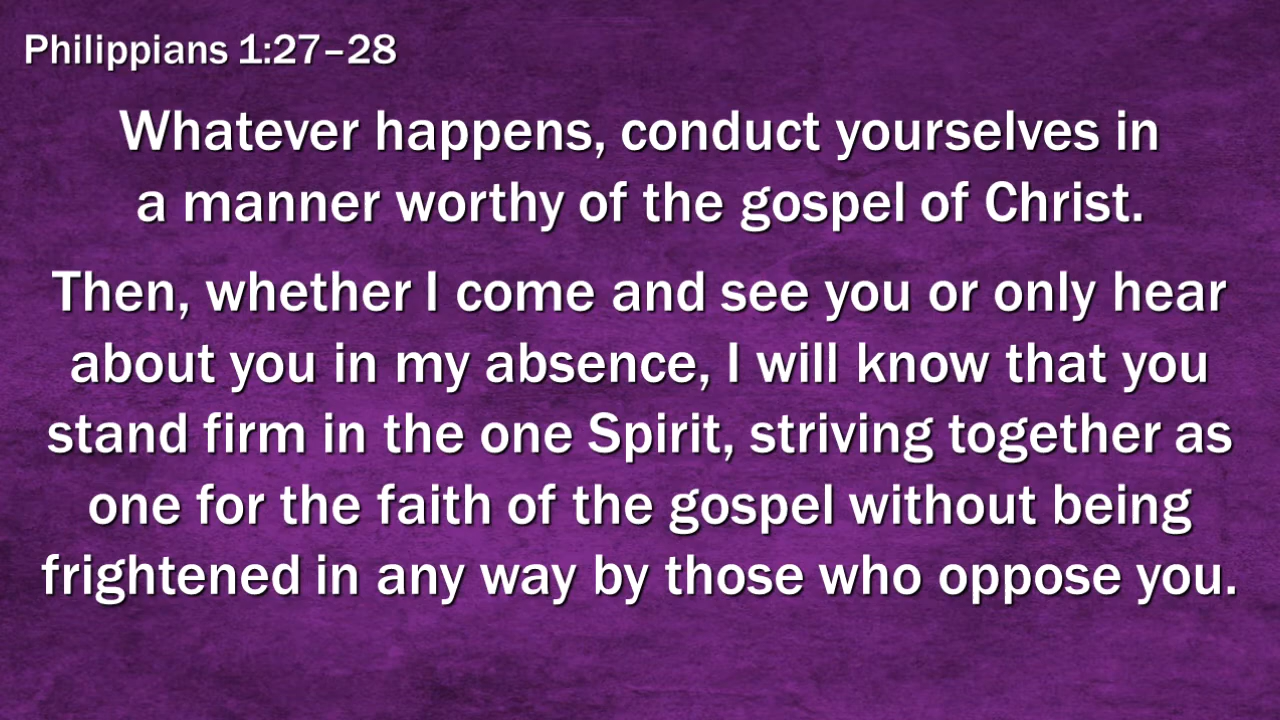 Philippians 1:27–28
Whatever happens, conduct yourselves in
a manner worthy of the gospel of Christ.
Then, whether I come and see you or only hear
about you in my absence, I will know that you
stand firm in the one Spirit, striving together as
one for the faith of the gospel without being
frightened in any way by those who oppose you.